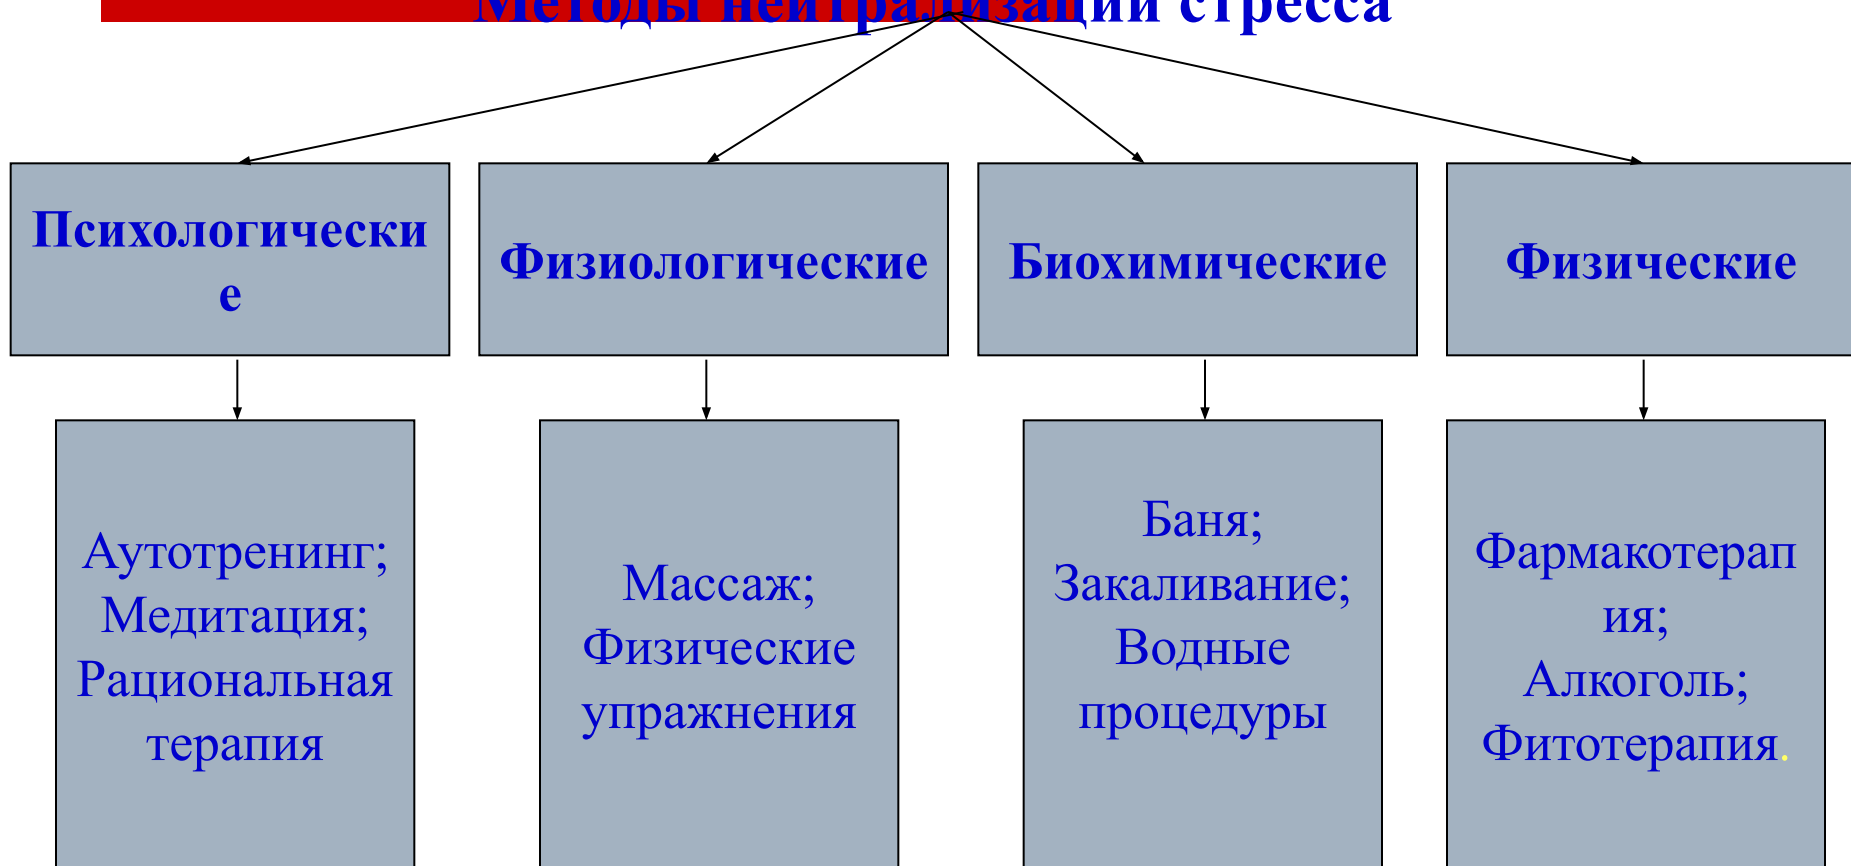 Методы нейтрализации стресса
Психологически
е
Физиологические
Биохимические
Физические
Аутотренинг;
Медитация;
Рациональная
терапия
Массаж;
Физические
упражнения
Баня;
Закаливание;
Водные
процедуры
Фармакотерап
ия;
Алкоголь;
Фитотерапия.